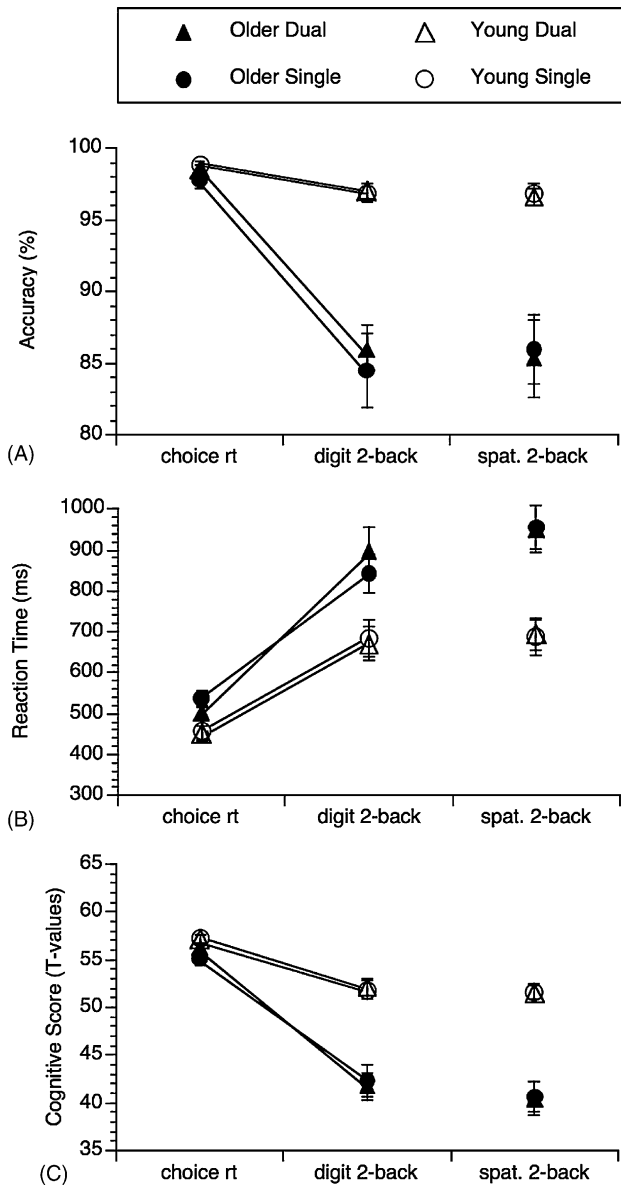 Older Dual Young Dual
Older Single Young Single
100
95
90
85
80
Accuracy (%)
(A)
choice rt digit 2-back spat. 2-back
1000
900
800
700
600
500
400
300
Reaction Time (ms)
(B)
choice rt digit 2-back spat. 2-back
65
60
55
50
45
40
35
Cognitive Score (T-values)
(C)
choice rt digit 2-back spat. 2-back